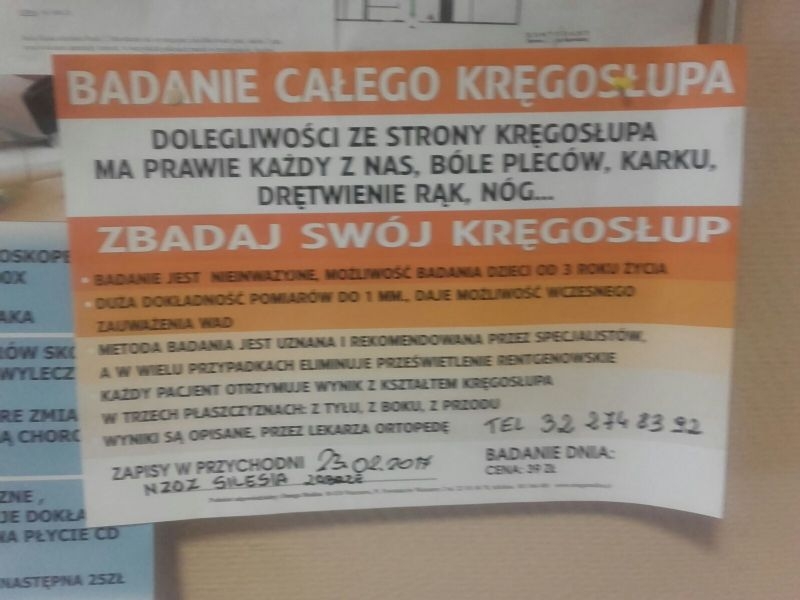 BADANIE CAŁEGO KRĘGOSŁUPA
DOLEGLIWOŚCI ZE STRONY KRĘGOSŁUPA
MA PRAWIE KAŻDY Z NAS, BÓLE PLECÓW, KARKU,
DRĘTWIENIE RĄK, NÓG...
ZBADAJ SWÓJ KRĘGOSŁUP
• BADANIE JEST NIEINWAZYJNE, MOŻLIWOŚĆ BADANIA DZIECI OD 3 ROKU ŻYCIA
• DUŻA DOKŁADNOŚĆ POMIARÓW DO 1 MM., DAJE MOŻLIWOŚĆ WCZESNEGO
ZAUWAŻENIA WAD
METODA BADANIA JEST UZNANA I REKOMENDOWANA PRZEZ SPECJALISTÓW,
A W WIELU PRZYPADKACH ELIMINUJE PRZEŚWIETLENIE RENTGENOWSKIE
• KAŻDY PACJENT OTRZYMUJE WYNIK Z KSZTAŁTEM KRĘGOSŁUPA
W TRZECH PŁASZCZYZNACH: Z TYŁU, Z BOKU, Z PRZODU
WYNIKI SĄ OPISANE, PRZEZ LEKARZA ORTOPEDĘ
TEL 32 274 83 92
ZAPISY W PRZYCHODNI 23.02.2017
BADANIE DNIA:
CENA: 39 ZŁ
NZOZ SILESIA ZABRZE
OSKOPE
OX
AKA
RÓW SKO
WYLECZ
RE ZMIA
Ą CHORO
ZNE,
JE DOKŁA
NA PŁYCIE CD
NASTĘPNA 25ZŁ